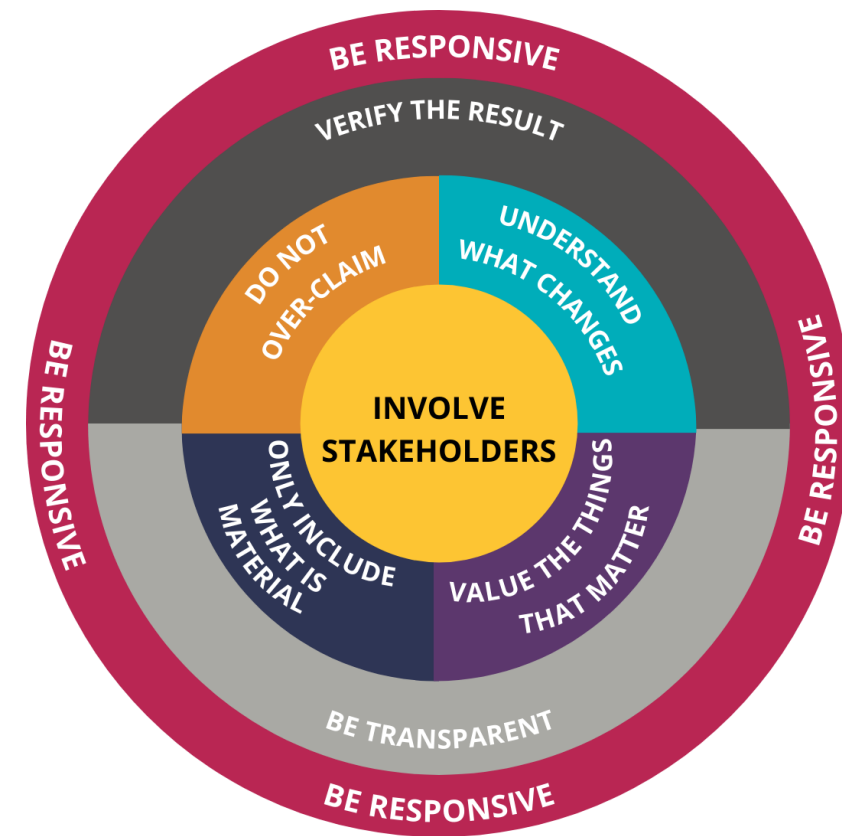 BE RESPONSIVE
VERIFY THE RESULT
DO NOT
OVER-CLAIM
UNDERSTAND
WHAT CHANGES
BE RESPONSIVE
INVOLVE
STAKEHOLDERS
BE RESPONSIVE
ONLY INCLUDE
WHAT IS
MATERIAL
VALUE THE THINGS
THAT MATTER
BE TRANSPARENT
BE RESPONSIVE